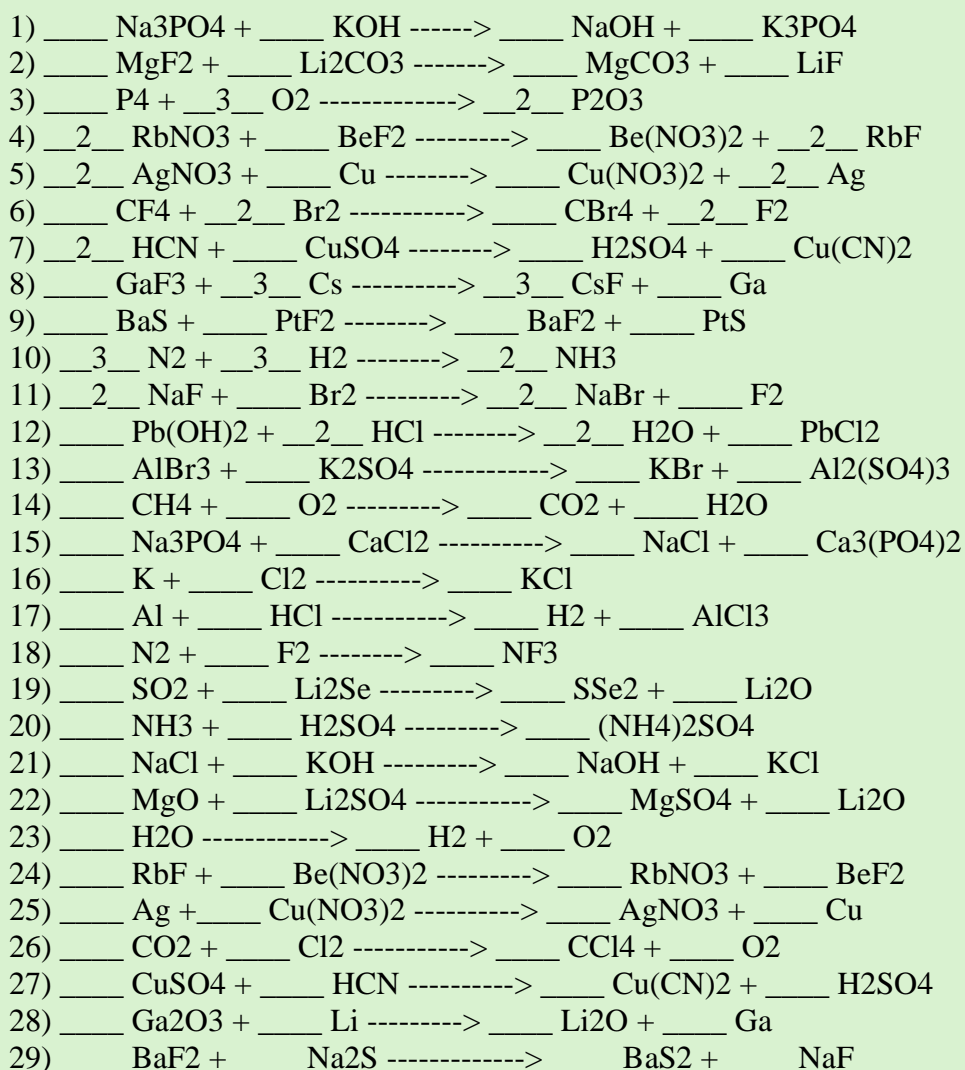 1) ____ Na3PO4 + ____ KOH ------> ____ NaOH + ____ K3PO4
2) ____ MgF2 + ____ Li2CO3 -------> ____ MgCO3 + ____ LiF
3) ____ P4 + __3__ O2 -------------> __2__ P2O3
4) __2__ RbNO3 + ____ BeF2 ---------> ____ Be(NO3)2 + __2__ RbF
5) __2__ AgNO3 + ____ Cu --------> ____ Cu(NO3)2 + __2__ Ag
6) ____ CF4 + __2__ Br2 -----------> ____ CBr4 + __2__ F2
7) __2__ HCN + ____ CuSO4 --------> ____ H2SO4 + ____ Cu(CN)2
8) ____ GaF3 + __3__ Cs ----------> __3__ CsF + ____ Ga
9) ____ BaS + ____ PtF2 --------> ____ BaF2 + ____ PtS
10) __3__ N2 + __3__ H2 --------> __2__ NH3
11) __2__ NaF + ____ Br2 ---------> __2__ NaBr + ____ F2
12) ____ Pb(OH)2 + __2__ HCl --------> __2__ H2O + ____ PbCl2
13) ____ AlBr3 + ____ K2SO4 ------------> ____ KBr + ____ Al2(SO4)3
14) ____ CH4 + ____ O2 ---------> ____ CO2 + ____ H2O
15) ____ Na3PO4 + ____ CaCl2 ----------> ____ NaCl + ____ Ca3(PO4)2
16) ____ K + ____ Cl2 ----------> ____ KCl
17) ____ Al + ____ HCl -----------> ____ H2 + ____ AlCl3
18) ____ N2 + ____ F2 --------> ____ NF3
19) ____ SO2 + ____ Li2Se ---------> ____ SSe2 + ____ Li2O
20) ____ NH3 + ____ H2SO4 ---------> ____ (NH4)2SO4
21) ____ NaCl + ____ KOH ---------> ____ NaOH + ____ KCl
22) ____ MgO + ____ Li2SO4 -----------> ____ MgSO4 + ____ Li2O
23) ____ H2O ------------> ____ H2 + ____ O2
24) ____ RbF + ____ Be(NO3)2 ---------> ____ RbNO3 + ____ BeF2
25) ____ Ag +____ Cu(NO3)2 ----------> ____ AgNO3 + ____ Cu
26) ____ CO2 + ____ Cl2 -----------> ____ CCl4 + ____ O2
27) ____ CuSO4 + ____ HCN ----------> ____ Cu(CN)2 + ____ H2SO4
28) ____ Ga2O3 + ____ Li ---------> ____ Li2O + ____ Ga
29) BaF2 + Na2S -------------> BaS2 + NaF